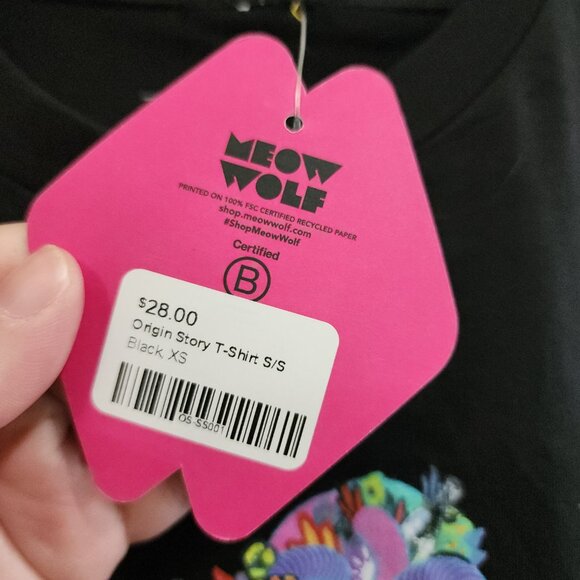 MEOW
WOLF
PRINTED ON 100% FSC CERTIFIED RECYCLED PAPER
shop.meowwolf.com
#ShopMeowWolf
Certified
B
$28.00
Origin Story T-Shirt S/S
Black, XS
OS-SS001